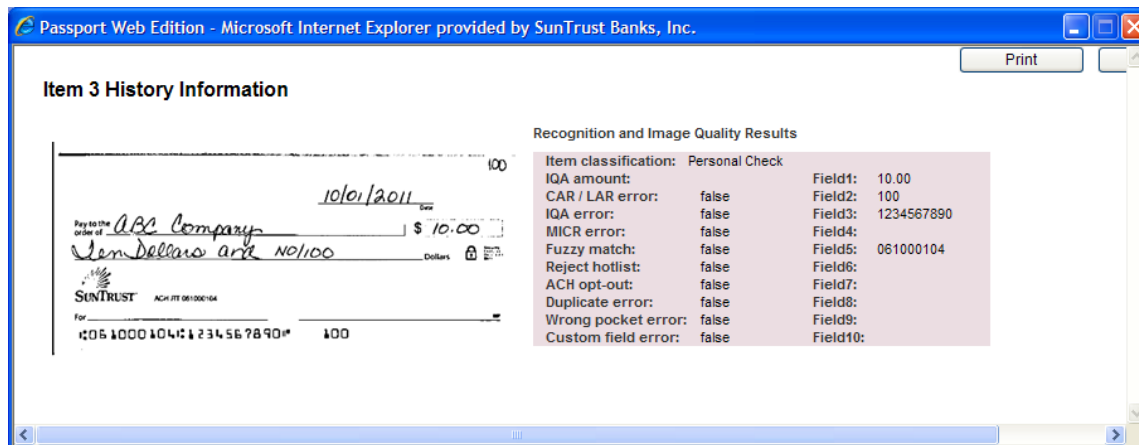 Passport Web Edition - Microsoft Internet Explorer provided by SunTrust Banks, Inc.
Print
Item 3 History Information
100
10/01/2011
Date
Pay to the order of ABC Company $ 10.00
Ten Dollars and NO/100 Dollars
SUNTRUST ACH RT 061000104
For
⑆061000104⑆1234567890⑈ 100
Recognition and Image Quality Results
Item classification: Personal Check
IQA amount: Field1: 10.00
CAR / LAR error: false Field2: 100
IQA error: false Field3: 1234567890
MICR error: false Field4:
Fuzzy match: false Field5: 061000104
Reject hotlist: false Field6:
ACH opt-out: false Field7:
Duplicate error: false Field8:
Wrong pocket error: false Field9:
Custom field error: false Field10: